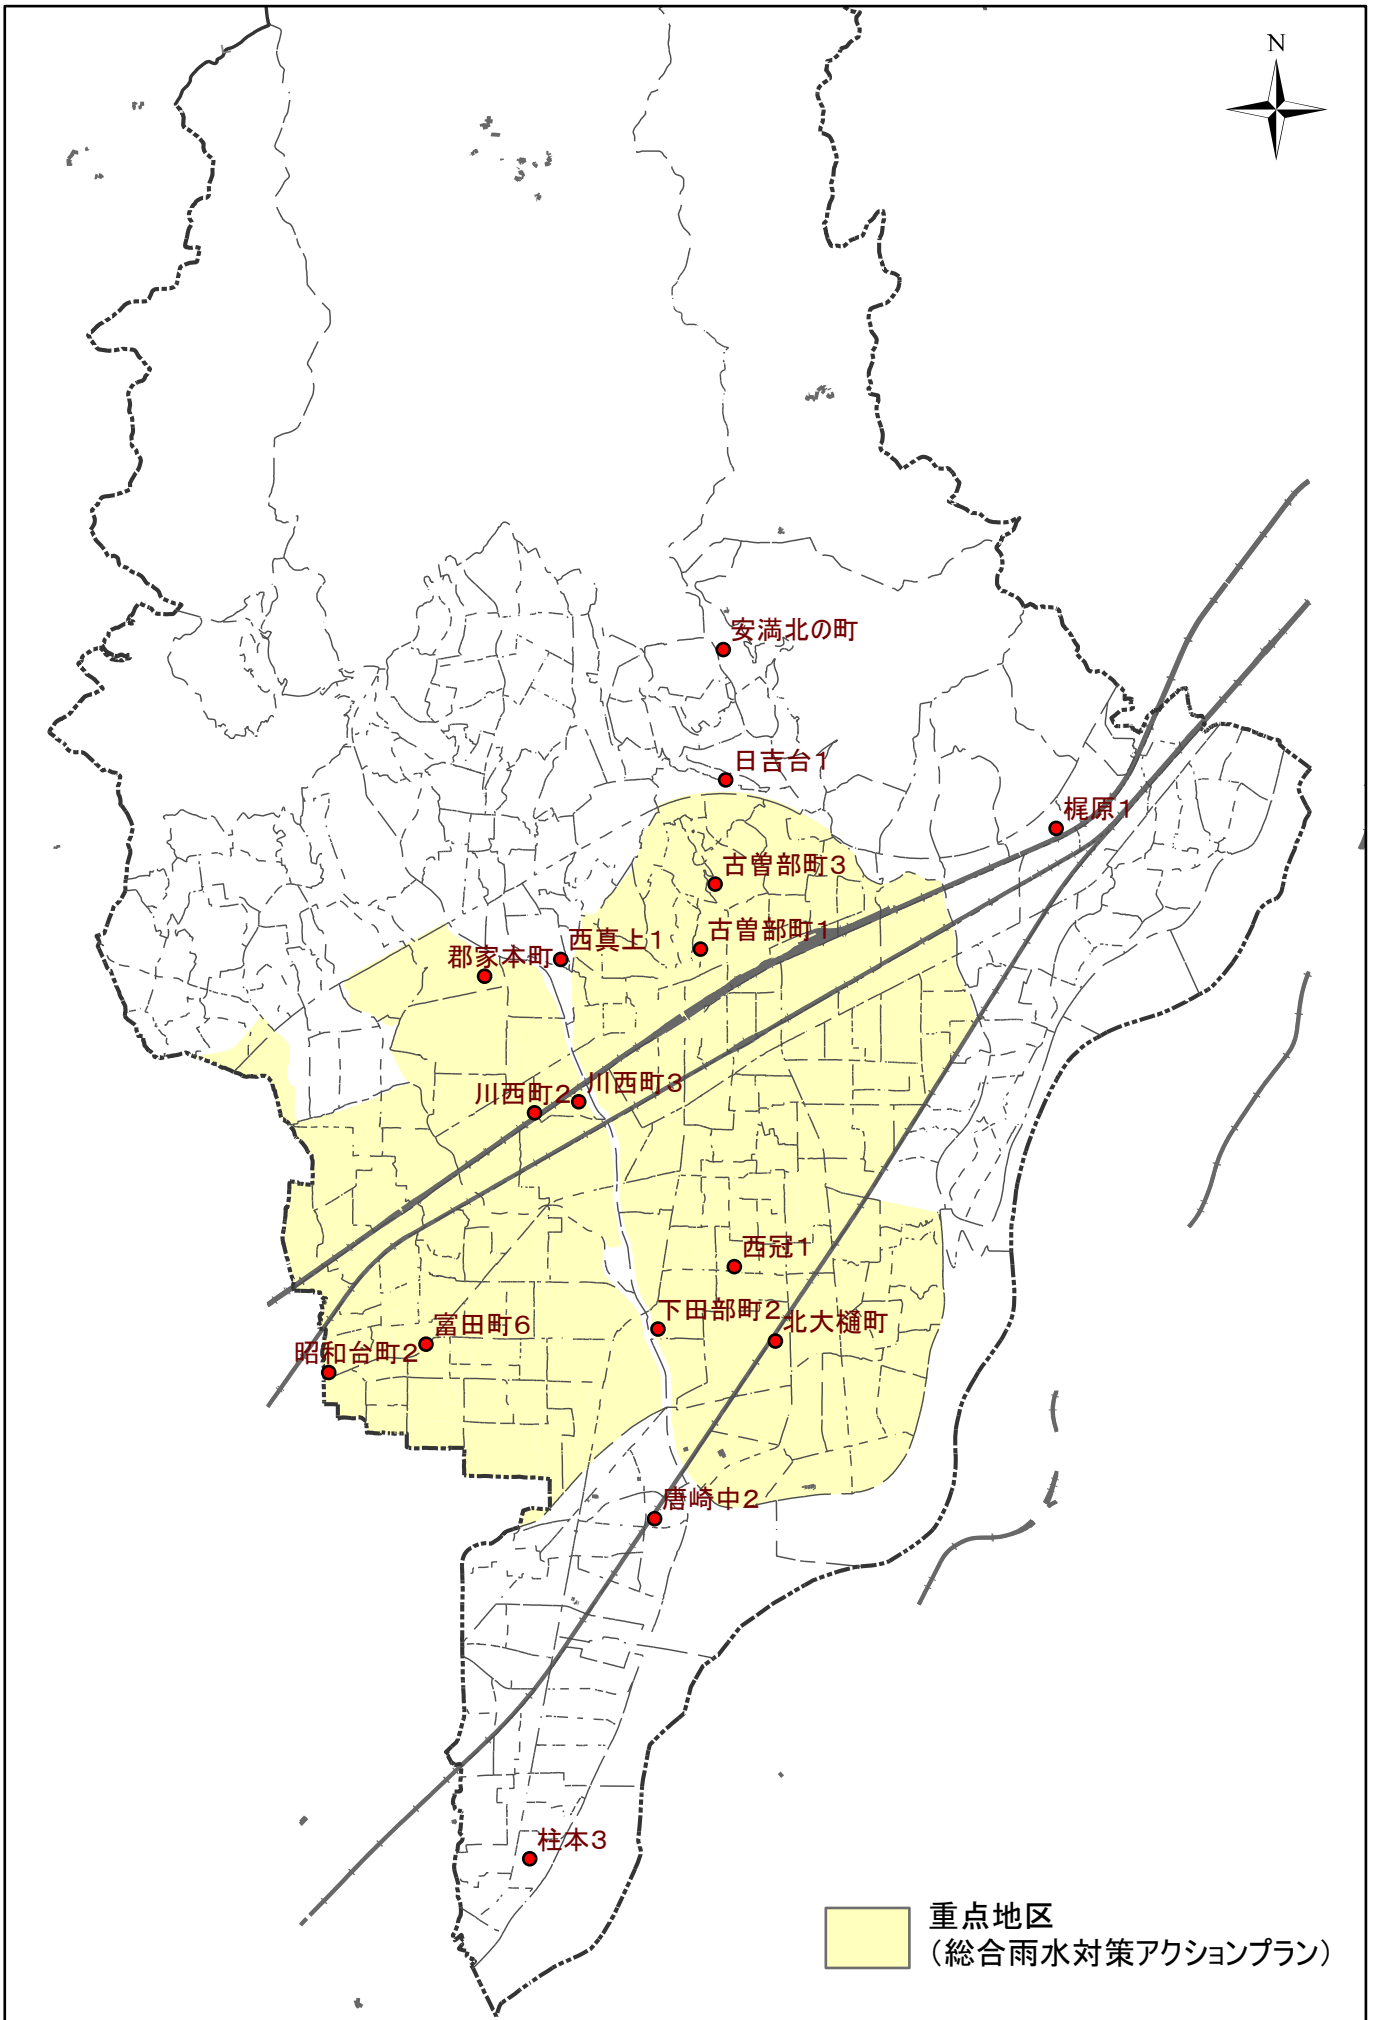 N
安満北の町
日吉台1
梶原1
古曽部町3
古曽部町1
西真上1
郡家本町
川西町3
川西町2
西冠1
下田部町2
北大樋町
富田町6
昭和台町2
唐崎中2
柱本3
重点地区
（総合雨水対策アクションプラン）